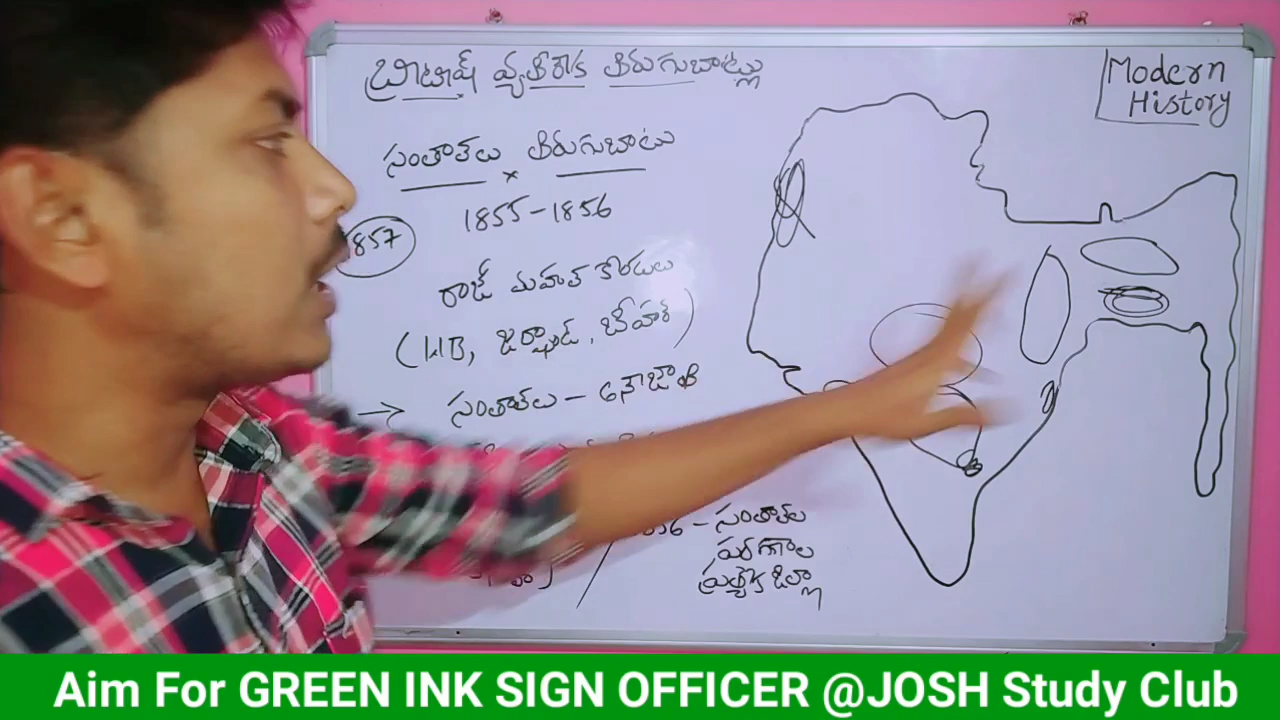 బ్రిటిష్ వ్యతిరేక తిరుగుబాట్లు
Modern
History
సంతాల్‌లు తిరుగుబాటు
×
1855-1856
1857
రాజ్ మహల్ కొండలు
(WB, జార్ఖండ్, బీహార్)
→ సంతాల్‌లు -
- సంతాల్‌ల
పరగణాల
ప్రత్యేక జిల్లా
Aim For GREEN INK SIGN OFFICER @JOSH Study Club